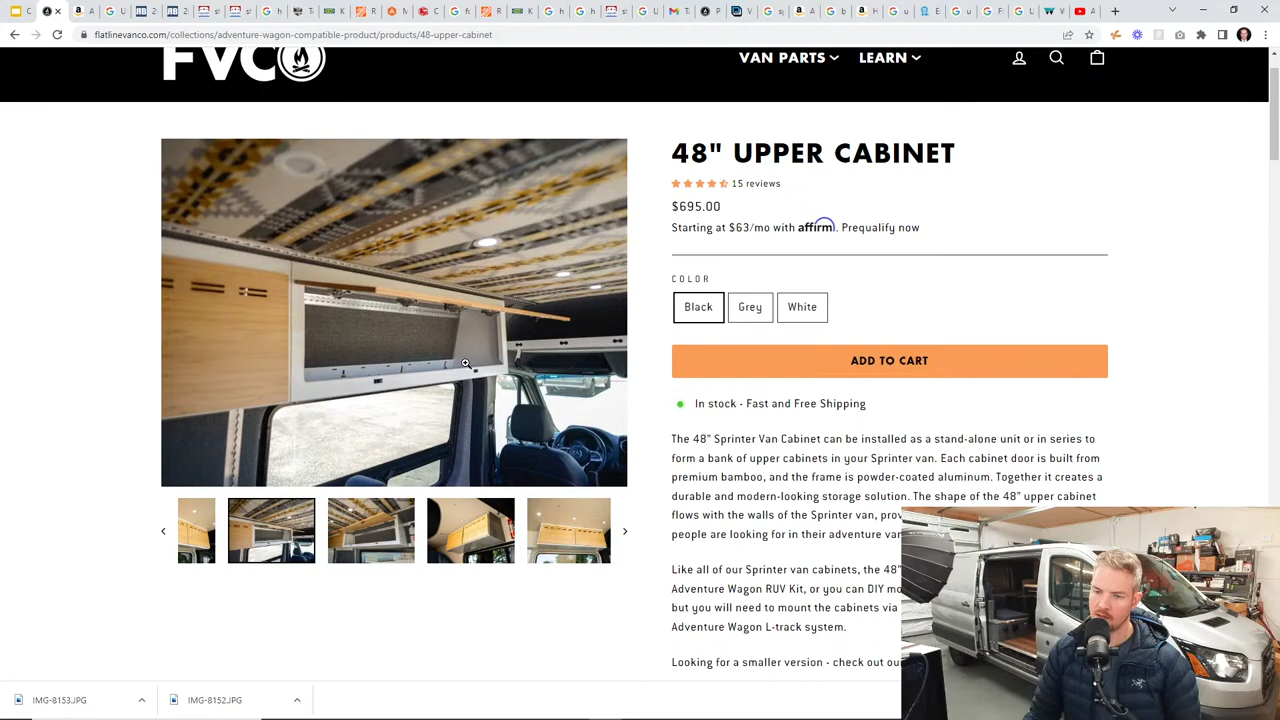 flatlinevanco.com/collections/adventure-wagon-compatible-product/products/48-upper-cabinet
FVCO
VAN PARTS
LEARN
48" UPPER CABINET
15 reviews
$695.00
Starting at $63/mo with affirm. Prequalify now
COLOR
Black
Grey
White
ADD TO CART
In stock - Fast and Free Shipping
The 48" Sprinter Van Cabinet can be installed as a stand-alone unit or in series to
form a bank of upper cabinets in your Sprinter van. Each cabinet door is built from
premium bamboo, and the frame is powder-coated aluminum. Together it creates a
durable and modern-looking storage solution. The shape of the 48" upper cabinet
flows with the walls of the Sprinter van,
people are looking for in their adventure
Like all of our Sprinter van cabinets, the 48"
Adventure Wagon RUV Kit, or you can DIY
but you will need to mount the cabinets via
Adventure Wagon L-track system.
Looking for a smaller version - check out
IMG-8153.JPG
IMG-8152.JPG